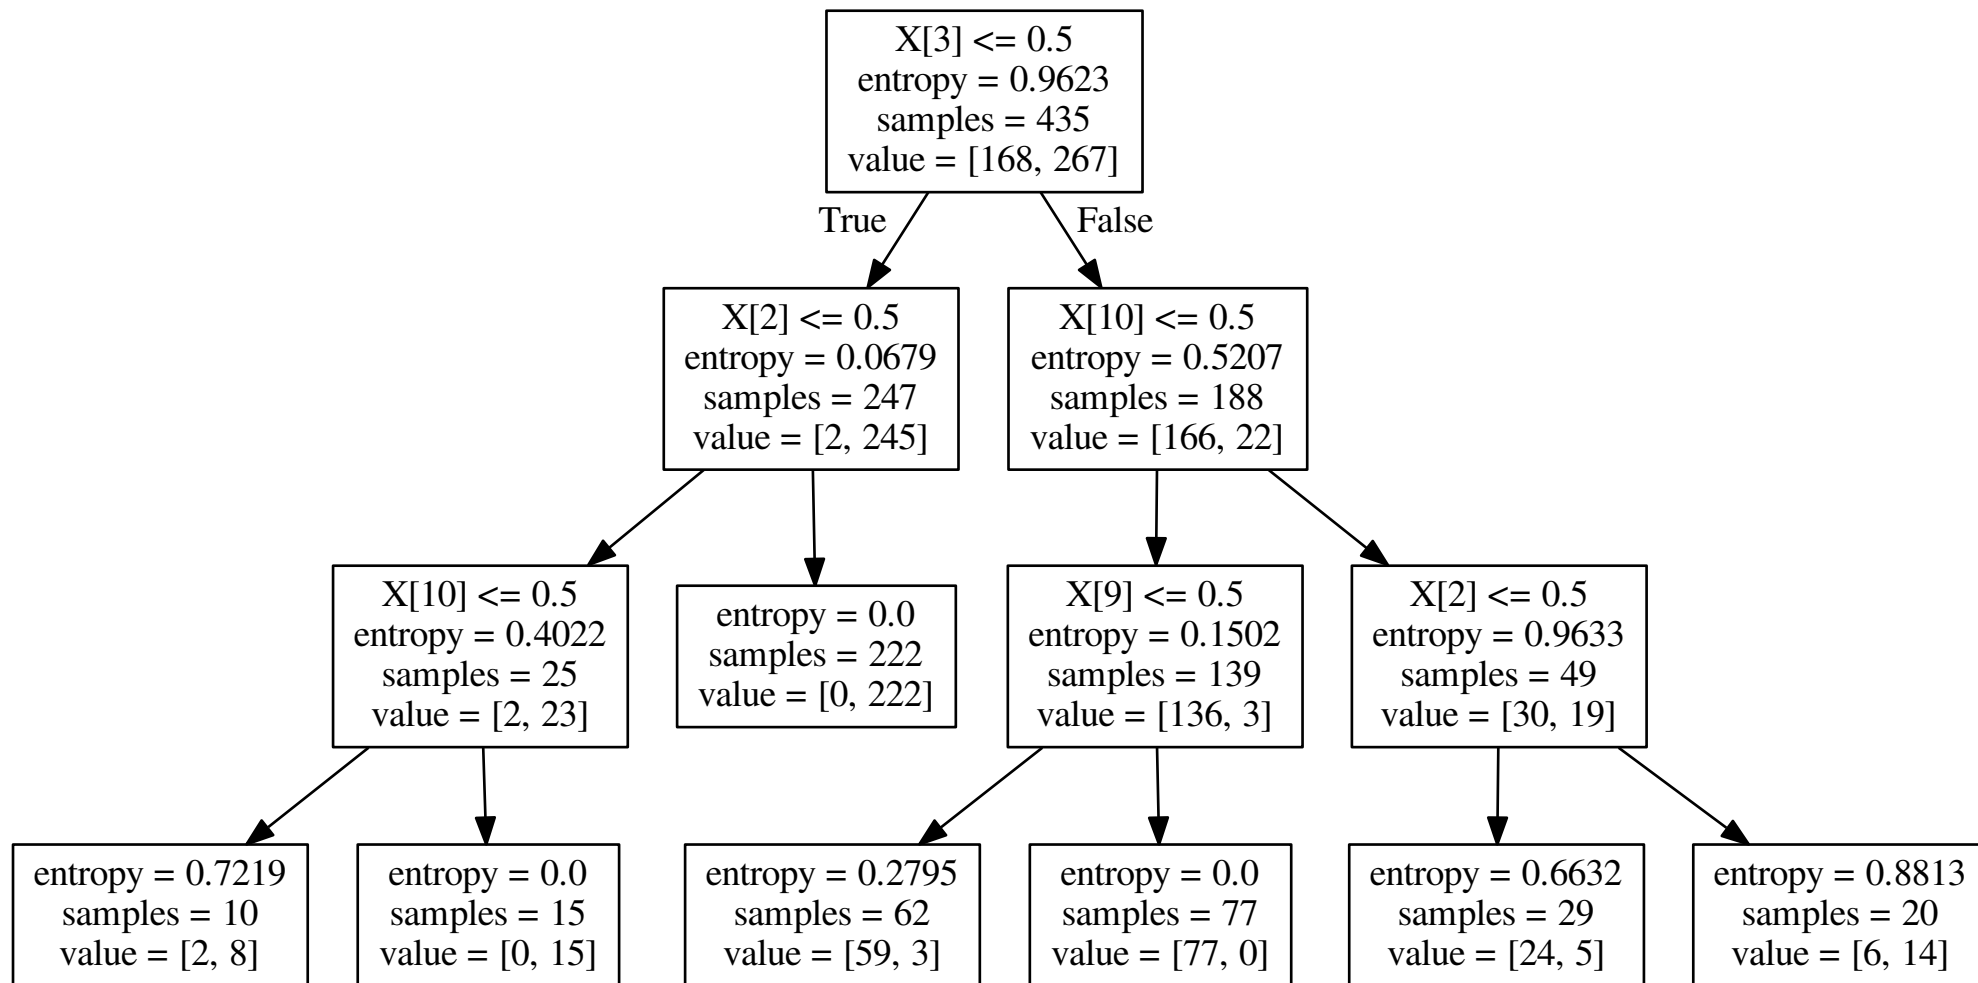 X[3] <= 0.5
entropy = 0.9623
samples = 435
value = [168, 267]
True
False
X[2] <= 0.5
entropy = 0.0679
samples = 247
value = [2, 245]
X[10] <= 0.5
entropy = 0.5207
samples = 188
value = [166, 22]
X[10] <= 0.5
entropy = 0.4022
samples = 25
value = [2, 23]
entropy = 0.0
samples = 222
value = [0, 222]
X[9] <= 0.5
entropy = 0.1502
samples = 139
value = [136, 3]
X[2] <= 0.5
entropy = 0.9633
samples = 49
value = [30, 19]
entropy = 0.7219
samples = 10
value = [2, 8]
entropy = 0.0
samples = 15
value = [0, 15]
entropy = 0.2795
samples = 62
value = [59, 3]
entropy = 0.0
samples = 77
value = [77, 0]
entropy = 0.6632
samples = 29
value = [24, 5]
entropy = 0.8813
samples = 20
value = [6, 14]